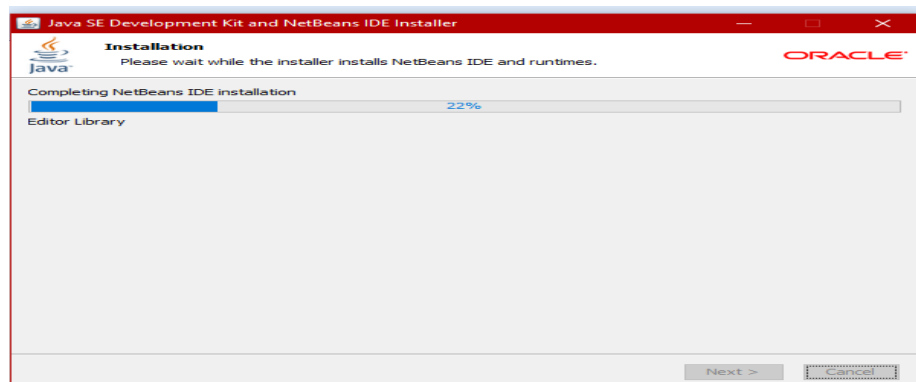 Java SE Development Kit and NetBeans IDE Installer
Installation
Please wait while the installer installs NetBeans IDE and runtimes.
Java
ORACLE
Completing NetBeans IDE installation
22%
Editor Library
Next >
Cancel